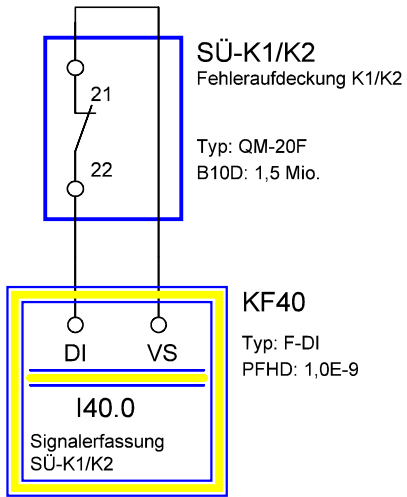 SÜ-K1/K2
Fehleraufdeckung K1/K2
21
Typ: QM-20F
22
B10D: 1,5 Mio.
KF40
DI VS
Typ: F-DI
PFHD: 1,0E-9
I40.0
Signalerfassung
SÜ-K1/K2